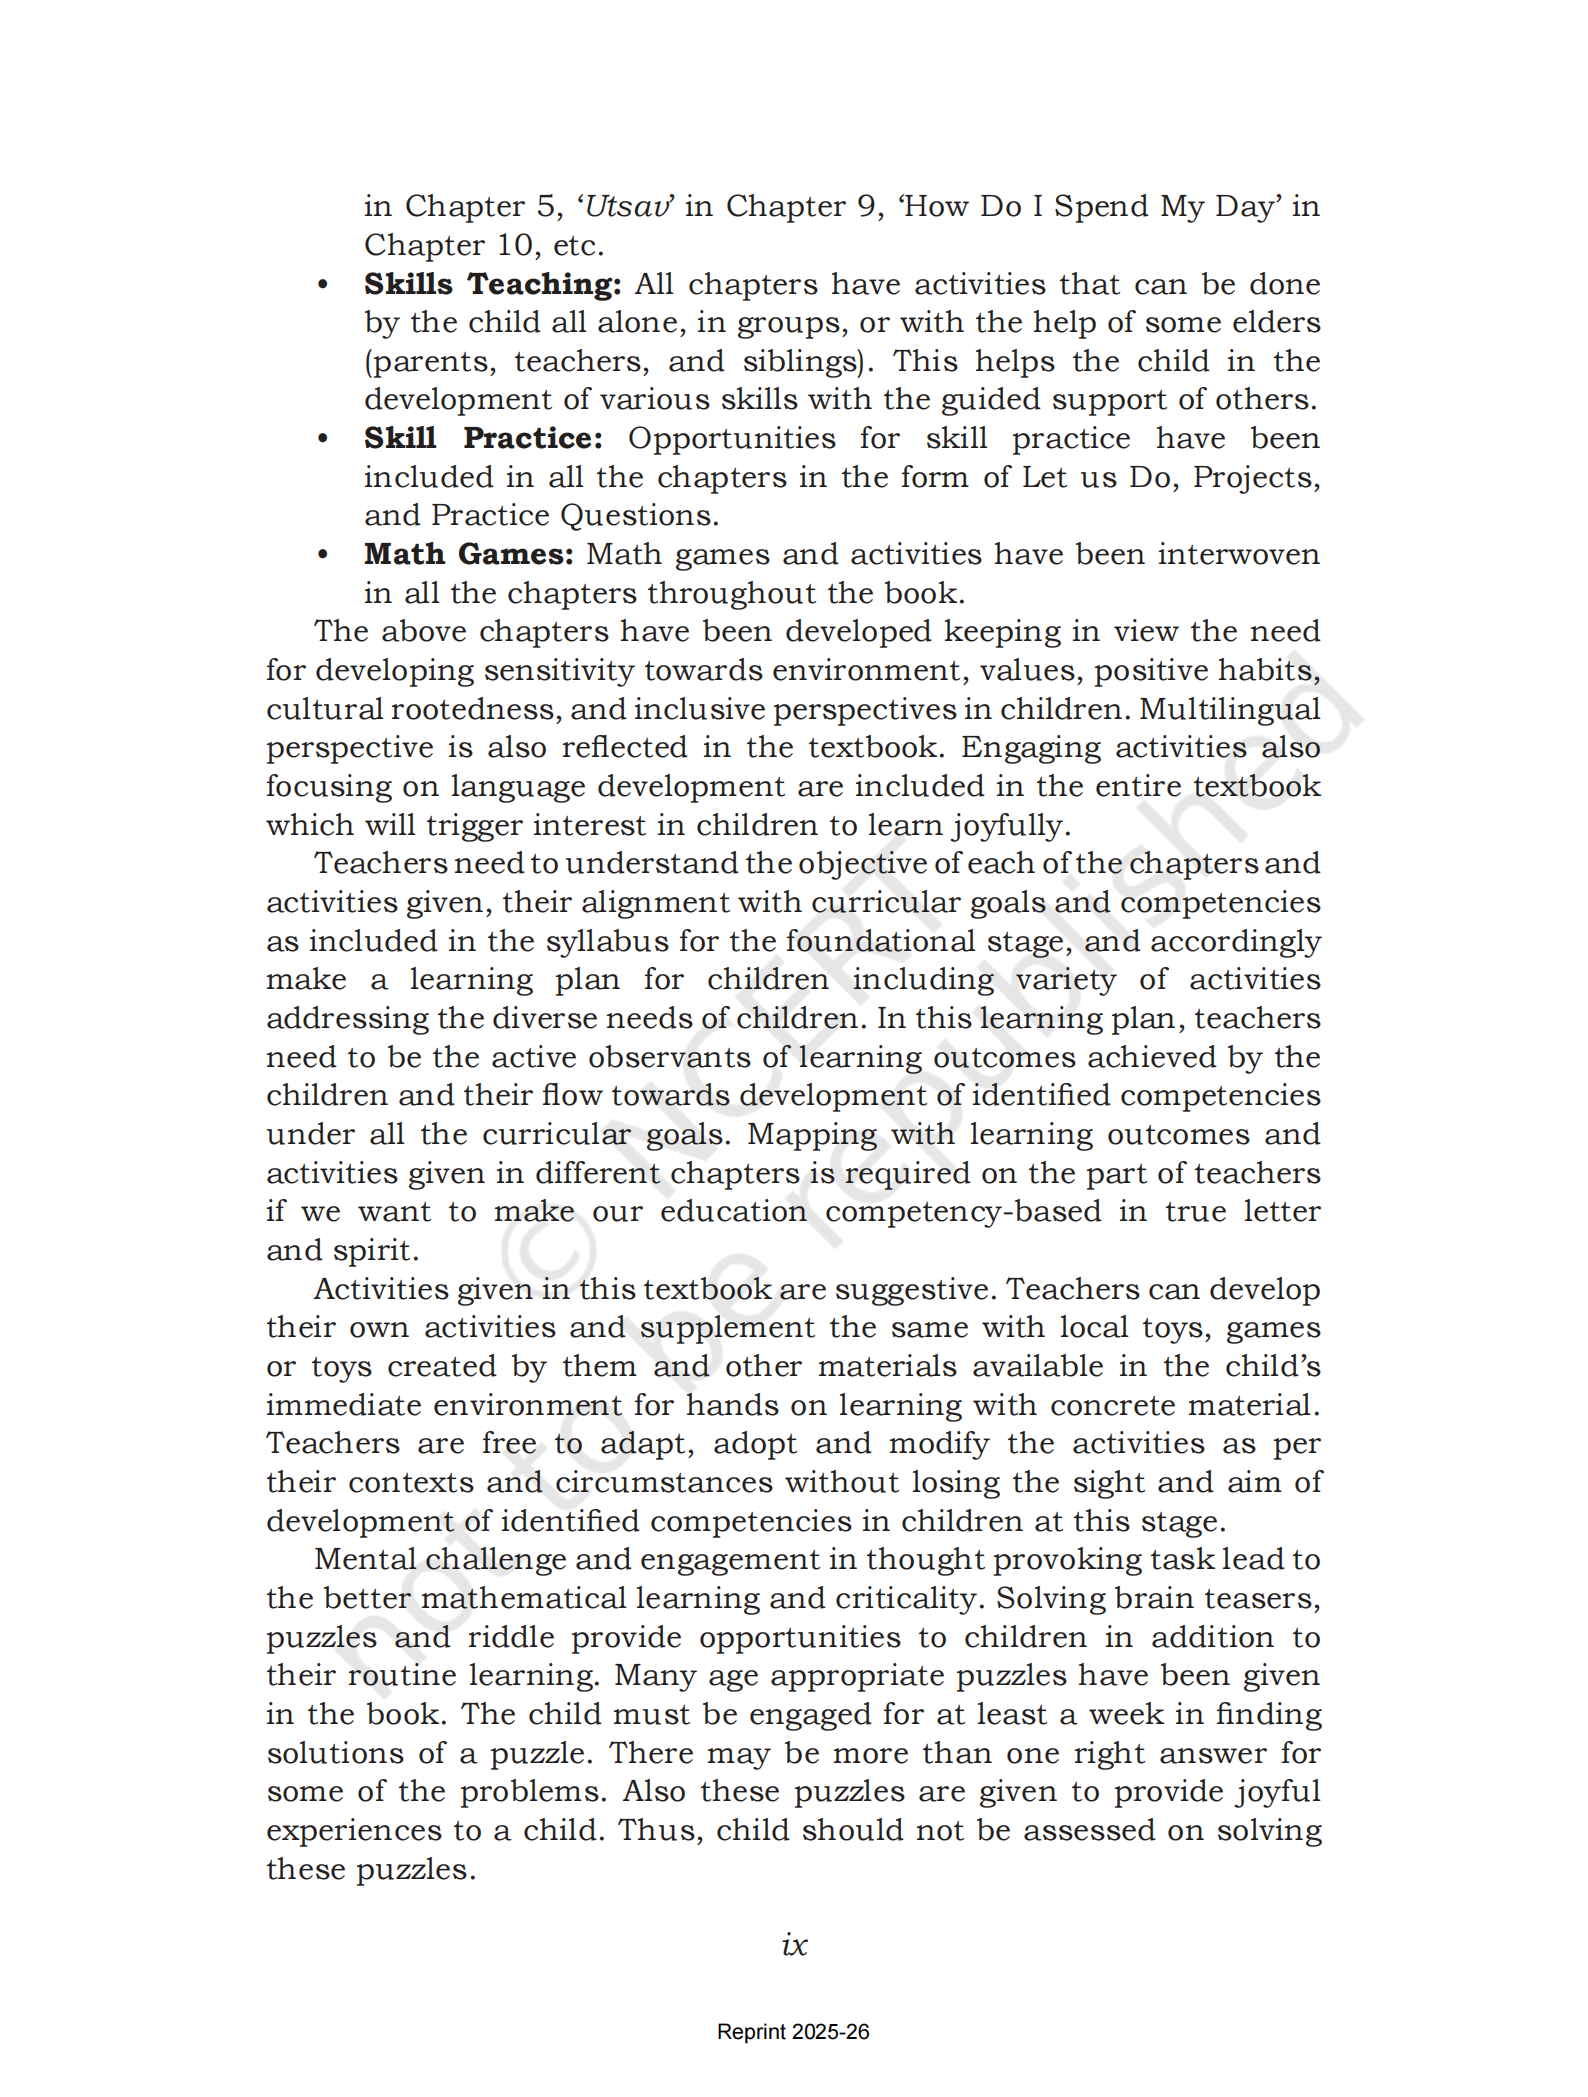 in Chapter 5, ‘Utsav’ in Chapter 9, ‘How Do I Spend My Day’ in
Chapter 10, etc.
• Skills Teaching: All chapters have activities that can be done
by the child all alone, in groups, or with the help of some elders
(parents, teachers, and siblings). This helps the child in the
development of various skills with the guided support of others.
• Skill Practice: Opportunities for skill practice have been
included in all the chapters in the form of Let us Do, Projects,
and Practice Questions.
• Math Games: Math games and activities have been interwoven
in all the chapters throughout the book.
The above chapters have been developed keeping in view the need
for developing sensitivity towards environment, values, positive habits,
cultural rootedness, and inclusive perspectives in children. Multilingual
perspective is also reflected in the textbook. Engaging activities also
focusing on language development are included in the entire textbook
which will trigger interest in children to learn joyfully.
Teachers need to understand the objective of each of the chapters and
activities given, their alignment with curricular goals and competencies
as included in the syllabus for the foundational stage, and accordingly
make a learning plan for children including variety of activities
addressing the diverse needs of children. In this learning plan, teachers
need to be the active observants of learning outcomes achieved by the
children and their flow towards development of identified competencies
under all the curricular goals. Mapping with learning outcomes and
activities given in different chapters is required on the part of teachers
if we want to make our education competency-based in true letter
and spirit.
Activities given in this textbook are suggestive. Teachers can develop
their own activities and supplement the same with local toys, games
or toys created by them and other materials available in the child’s
immediate environment for hands on learning with concrete material.
Teachers are free to adapt, adopt and modify the activities as per
their contexts and circumstances without losing the sight and aim of
development of identified competencies in children at this stage.
Mental challenge and engagement in thought provoking task lead to
the better mathematical learning and criticality. Solving brain teasers,
puzzles and riddle provide opportunities to children in addition to
their routine learning. Many age appropriate puzzles have been given
in the book. The child must be engaged for at least a week in finding
solutions of a puzzle. There may be more than one right answer for
some of the problems. Also these puzzles are given to provide joyful
experiences to a child. Thus, child should not be assessed on solving
these puzzles.
ix
Reprint 2025-26
© NCERT
not to be republished